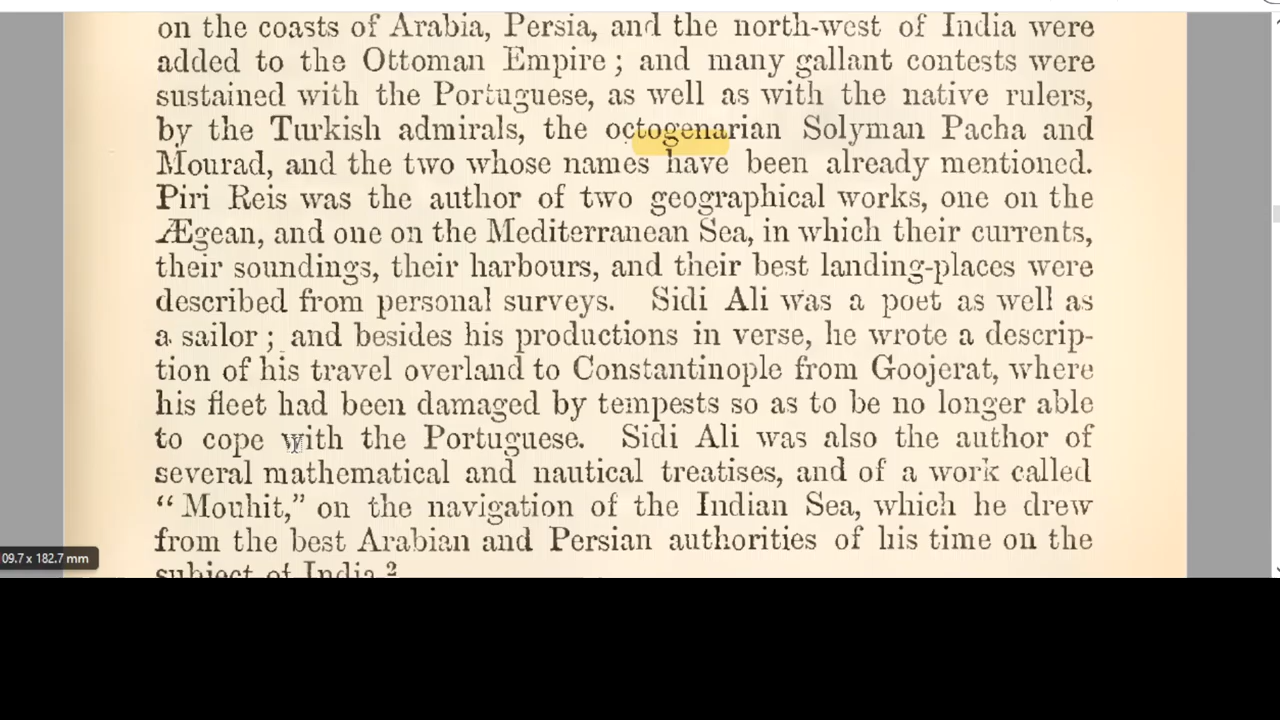 on the coasts of Arabia, Persia, and the north-west of India were
added to the Ottoman Empire ; and many gallant contests were
sustained with the Portuguese, as well as with the native rulers,
by the Turkish admirals, the octogenarian Solyman Pacha and
Mourad, and the two whose names have been already mentioned.
Piri Reis was the author of two geographical works, one on the
Ægean, and one on the Mediterranean Sea, in which their currents,
their soundings, their harbours, and their best landing-places were
described from personal surveys. Sidi Ali was a poet as well as
a sailor ; and besides his productions in verse, he wrote a descrip-
tion of his travel overland to Constantinople from Goojerat, where
his fleet had been damaged by tempests so as to be no longer able
to cope with the Portuguese. Sidi Ali was also the author of
several mathematical and nautical treatises, and of a work called
“ Mouhit,” on the navigation of the Indian Sea, which he drew
from the best Arabian and Persian authorities of his time on the
09.7 x 182.7 mm
subject of India.²